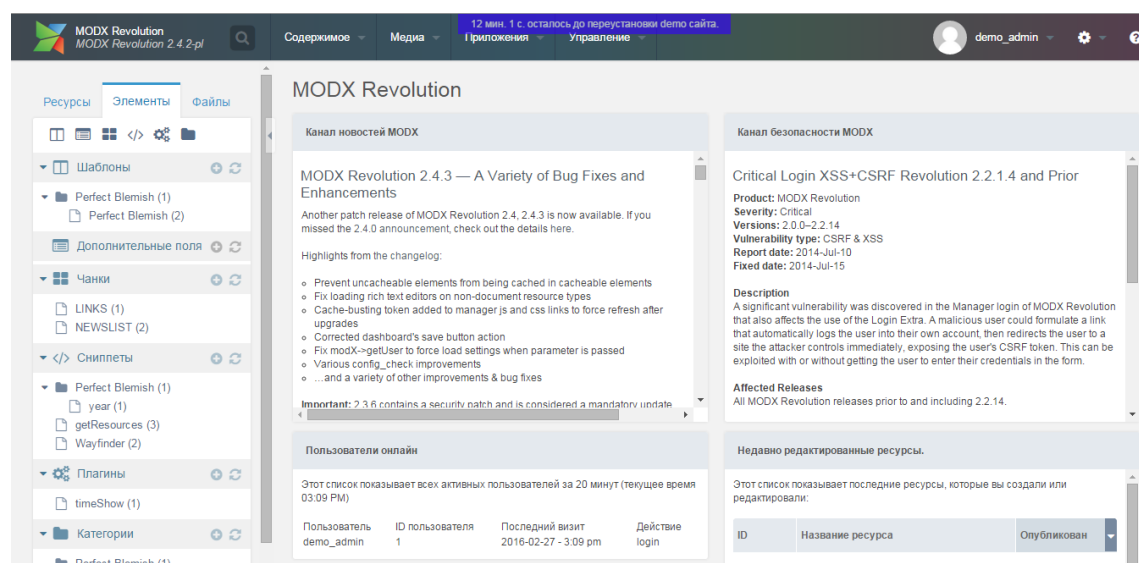 MODX Revolution
MODX Revolution 2.4.2-pl
12 мин. 1 с. осталось до переустановки demo сайта.
Содержимое
Медиа
Приложения
Управление
demo_admin
Ресурсы
Элементы
Файлы
Шаблоны
Perfect Blemish (1)
Perfect Blemish (2)
Дополнительные поля
Чанки
LINKS (1)
NEWSLIST (2)
Сниппеты
Perfect Blemish (1)
year (1)
getResources (3)
Wayfinder (2)
Плагины
timeShow (1)
Категории
Perfect Blemish (1)
MODX Revolution
Канал новостей MODX
MODX Revolution 2.4.3 — A Variety of Bug Fixes and
Enhancements
Another patch release of MODX Revolution 2.4, 2.4.3 is now available. If you
missed the 2.4.0 announcement, check out the details here.
Highlights from the changelog:
Prevent uncacheable elements from being cached in cacheable elements
Fix loading rich text editors on non-document resource types
Cache-busting token added to manager js and css links to force refresh after
upgrades
Corrected dashboard's save button action
Fix modX->getUser to force load settings when parameter is passed
Various config_check improvements
…and a variety of other improvements & bug fixes
Important: 2.3.6 contains a security patch and is considered a mandatory update
Канал безопасности MODX
Critical Login XSS+CSRF Revolution 2.2.1.4 and Prior
Product: MODX Revolution
Severity: Critical
Versions: 2.0.0–2.2.14
Vulnerability type: CSRF & XSS
Report date: 2014-Jul-10
Fixed date: 2014-Jul-15
Description
A significant vulnerability was discovered in the Manager login of MODX Revolution
that also affects the use of the Login Extra. A malicious user could formulate a link
that automatically logs the user into their own account, then redirects the user to a
site the attacker controls immediately, exposing the user's CSRF token. This can be
exploited with or without getting the user to enter their credentials in the form.
Affected Releases
All MODX Revolution releases prior to and including 2.2.14.
Пользователи онлайн
Этот список показывает всех активных пользователей за 20 минут (текущее время
03:09 PM)
Пользователь ID пользователя Последний визит Действие
demo_admin 1 2016-02-27 - 3:09 pm login
Недавно редактированные ресурсы.
Этот список показывает последние ресурсы, которые вы создали или
редактировали:
ID Название ресурса Опубликован